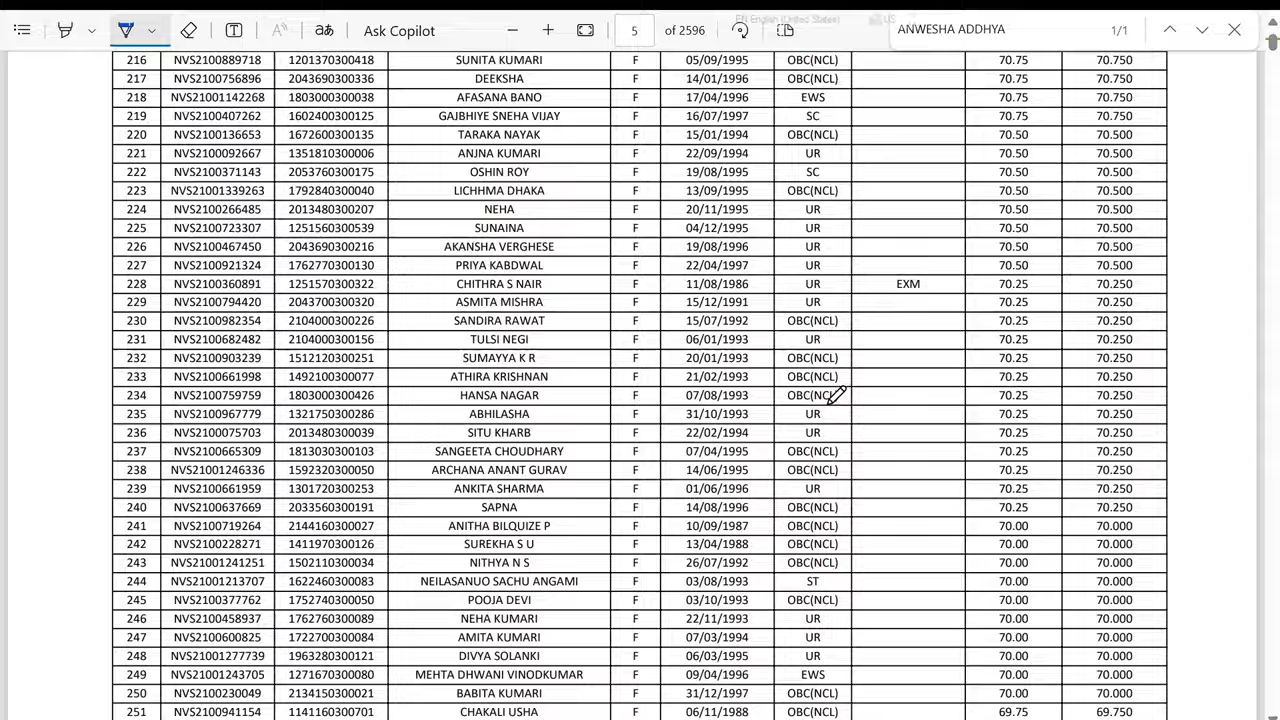 EN English (United States) US
Ask Copilot 5 of 2596 ANWESHA ADDHYA 1/1
216 NVS2100889718 1201370300418 SUNITA KUMARI F 05/09/1995 OBC(NCL) 70.75 70.750
217 NVS2100756896 2043690300336 DEEKSHA F 14/01/1996 OBC(NCL) 70.75 70.750
218 NVS21001142268 1803000300038 AFASANA BANO F 17/04/1996 EWS 70.75 70.750
219 NVS2100407262 1602400300125 GAJBHIYE SNEHA VIJAY F 16/07/1997 SC 70.75 70.750
220 NVS2100136653 1672600300135 TARAKA NAYAK F 15/01/1994 OBC(NCL) 70.50 70.500
221 NVS2100092667 1351810300006 ANJNA KUMARI F 22/09/1994 UR 70.50 70.500
222 NVS2100371143 2053760300175 OSHIN ROY F 19/08/1995 SC 70.50 70.500
223 NVS21001339263 1792840300040 LICHHMA DHAKA F 13/09/1995 OBC(NCL) 70.50 70.500
224 NVS2100266485 2013480300207 NEHA F 20/11/1995 UR 70.50 70.500
225 NVS2100723307 1251560300539 SUNAINA F 04/12/1995 UR 70.50 70.500
226 NVS2100467450 2043690300216 AKANSHA VERGHESE F 19/08/1996 UR 70.50 70.500
227 NVS2100921324 1762770300130 PRIYA KABDWAL F 22/04/1997 UR 70.50 70.500
228 NVS2100360891 1251570300322 CHITHRA S NAIR F 11/08/1986 UR EXM 70.25 70.250
229 NVS2100794420 2043700300320 ASMITA MISHRA F 15/12/1991 UR 70.25 70.250
230 NVS2100982354 2104000300226 SANDIRA RAWAT F 15/07/1992 OBC(NCL) 70.25 70.250
231 NVS2100682482 2104000300156 TULSI NEGI F 06/01/1993 UR 70.25 70.250
232 NVS2100903239 1512120300251 SUMAYYA K R F 20/01/1993 OBC(NCL) 70.25 70.250
233 NVS2100661998 1492100300077 ATHIRA KRISHNAN F 21/02/1993 OBC(NCL) 70.25 70.250
234 NVS2100759759 1803000300426 HANSA NAGAR F 07/08/1993 OBC(NCL) 70.25 70.250
235 NVS2100967779 1321750300286 ABHILASHA F 31/10/1993 UR 70.25 70.250
236 NVS2100075703 2013480300039 SITU KHARB F 22/02/1994 UR 70.25 70.250
237 NVS2100665309 1813030300103 SANGEETA CHOUDHARY F 07/04/1995 OBC(NCL) 70.25 70.250
238 NVS21001246336 1592320300050 ARCHANA ANANT GURAV F 14/06/1995 OBC(NCL) 70.25 70.250
239 NVS2100661959 1301720300253 ANKITA SHARMA F 01/06/1996 UR 70.25 70.250
240 NVS2100637669 2033560300191 SAPNA F 14/08/1996 OBC(NCL) 70.25 70.250
241 NVS2100719264 2144160300027 ANITHA BILQUIZE P F 10/09/1987 OBC(NCL) 70.00 70.000
242 NVS2100228271 1411970300126 SUREKHA S U F 13/04/1988 OBC(NCL) 70.00 70.000
243 NVS21001241251 1502110300034 NITHYA N S F 26/07/1992 OBC(NCL) 70.00 70.000
244 NVS21001213707 1622460300083 NEILASANUO SACHU ANGAMI F 03/08/1993 ST 70.00 70.000
245 NVS2100377762 1752740300050 POOJA DEVI F 03/10/1993 OBC(NCL) 70.00 70.000
246 NVS2100458937 1762760300089 NEHA KUMARI F 22/11/1993 UR 70.00 70.000
247 NVS2100600825 1722700300084 AMITA KUMARI F 07/03/1994 UR 70.00 70.000
248 NVS21001277739 1963280300121 DIVYA SOLANKI F 06/03/1995 UR 70.00 70.000
249 NVS21001243705 1271670300080 MEHTA DHWANI VINODKUMAR F 09/04/1996 EWS 70.00 70.000
250 NVS2100230049 2134150300021 BABITA KUMARI F 31/12/1997 OBC(NCL) 70.00 70.000
251 NVS2100941154 1141160300701 CHAKALI USHA F 06/11/1988 OBC(NCL) 69.75 69.750